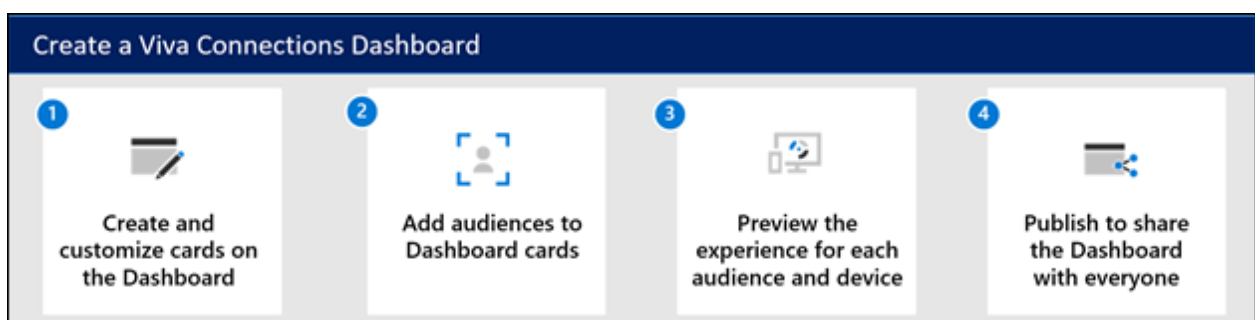 Create a Viva Connections Dashboard
1
Create and
customize cards on
the Dashboard
2
Add audiences to
Dashboard cards
3
Preview the
experience for each
audience and device
4
Publish to share
the Dashboard
with everyone